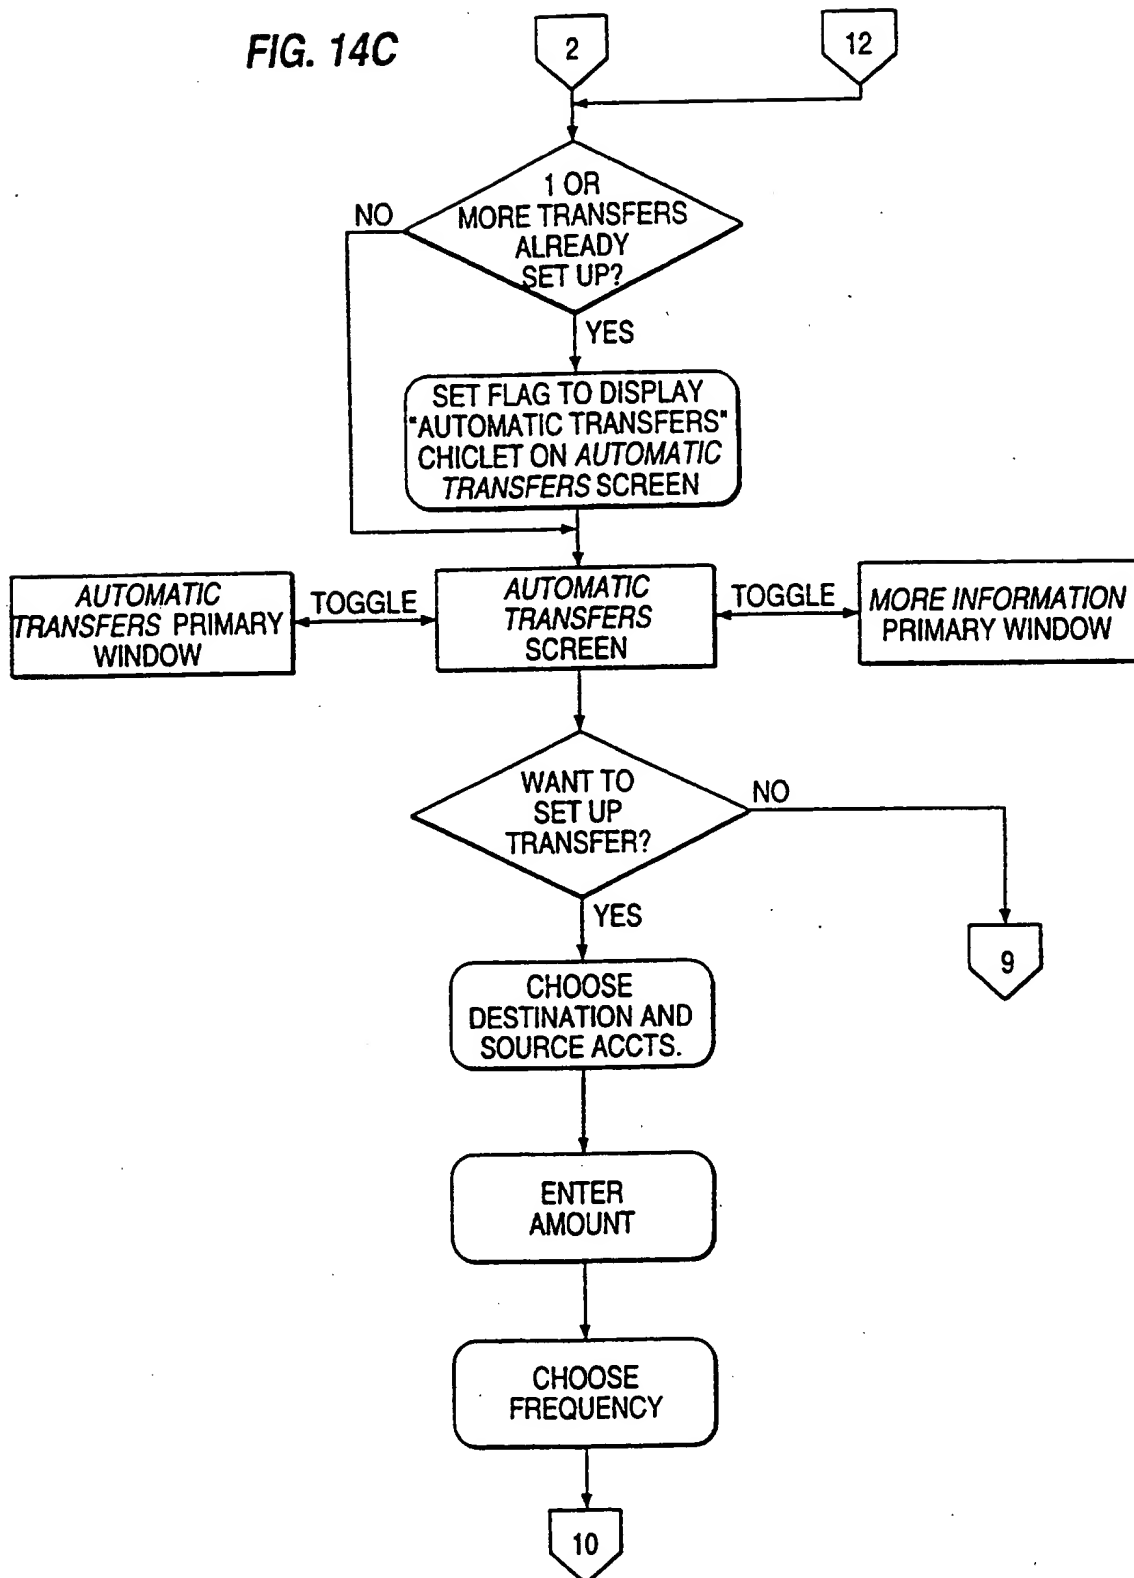 FIG. 14C
2
12
1 OR
MORE TRANSFERS
ALREADY
SET UP?
NO
YES
SET FLAG TO DISPLAY
"AUTOMATIC TRANSFERS"
CHICLET ON AUTOMATIC
TRANSFERS SCREEN
AUTOMATIC
TRANSFERS PRIMARY
WINDOW
TOGGLE
AUTOMATIC
TRANSFERS
SCREEN
TOGGLE
MORE INFORMATION
PRIMARY WINDOW
WANT TO
SET UP
TRANSFER?
NO
YES
9
CHOOSE
DESTINATION AND
SOURCE ACCTS.
ENTER
AMOUNT
CHOOSE
FREQUENCY
10